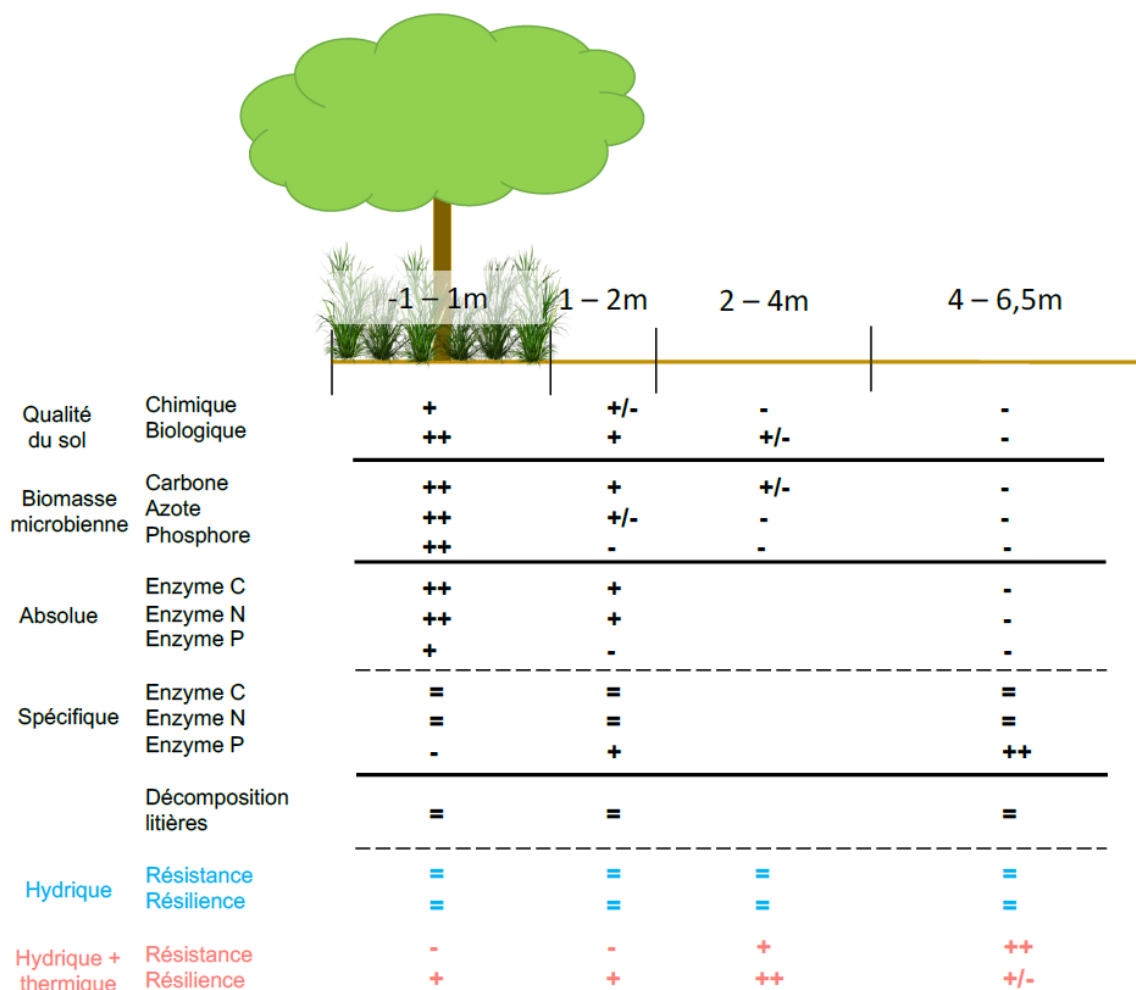 -1 – 1m 1 – 2m 2 – 4m 4 – 6,5m
Qualité du sol
Chimique + +/- - -
Biologique ++ + +/- -
Biomasse microbienne
Carbone ++ + +/- -
Azote ++ +/- - -
Phosphore ++ - - -
Absolue
Enzyme C ++ + -
Enzyme N ++ + -
Enzyme P + - -
Spécifique
Enzyme C = = =
Enzyme N = = =
Enzyme P - + ++
Décomposition
litières = = =
Hydrique
Résistance = = = =
Résilience = = = =
Hydrique +
thermique
Résistance - - + ++
Résilience + + ++ +/-